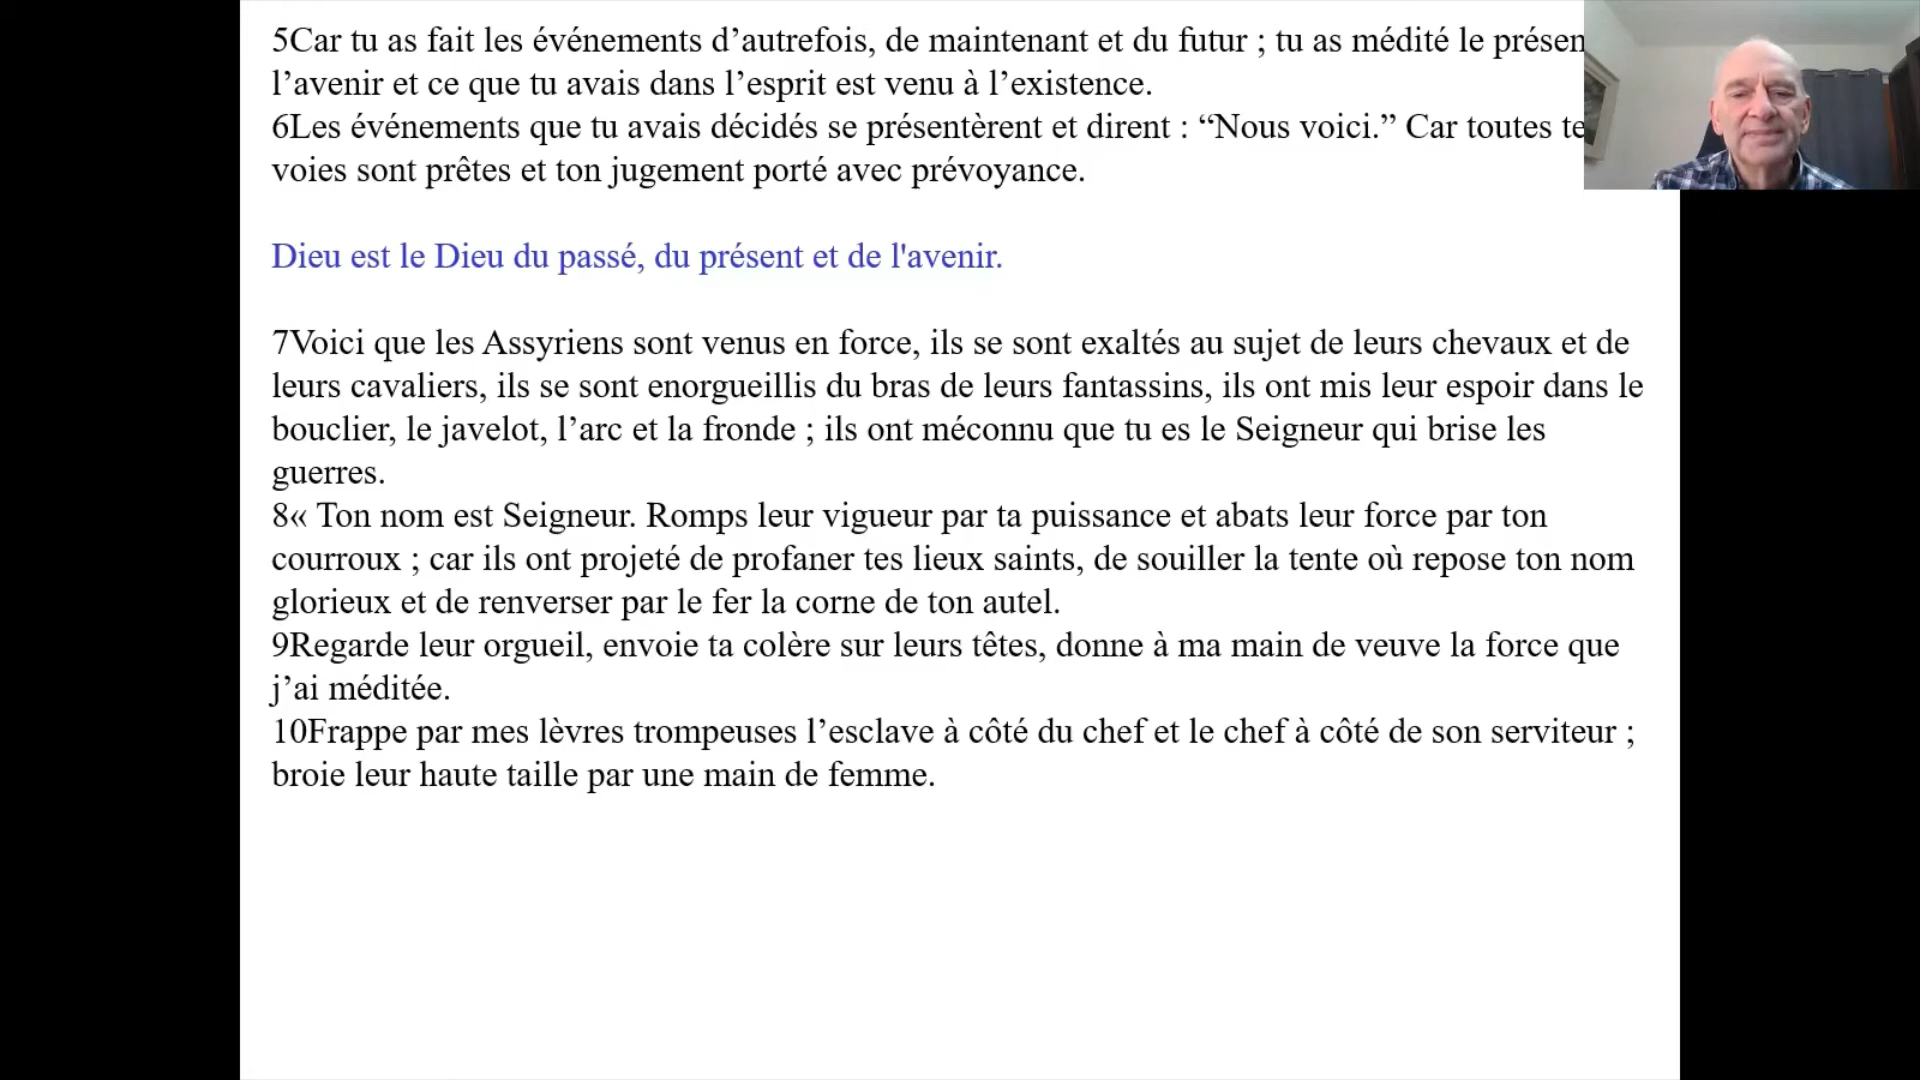 5Car tu as fait les événements d’autrefois, de maintenant et du futur ; tu as médité le présen
l’avenir et ce que tu avais dans l’esprit est venu à l’existence.
6Les événements que tu avais décidés se présentèrent et dirent : “Nous voici.” Car toutes te
voies sont prêtes et ton jugement porté avec prévoyance.
Dieu est le Dieu du passé, du présent et de l'avenir.
7Voici que les Assyriens sont venus en force, ils se sont exaltés au sujet de leurs chevaux et de
leurs cavaliers, ils se sont enorgueillis du bras de leurs fantassins, ils ont mis leur espoir dans le
bouclier, le javelot, l’arc et la fronde ; ils ont méconnu que tu es le Seigneur qui brise les
guerres.
8« Ton nom est Seigneur. Romps leur vigueur par ta puissance et abats leur force par ton
courroux ; car ils ont projeté de profaner tes lieux saints, de souiller la tente où repose ton nom
glorieux et de renverser par le fer la corne de ton autel.
9Regarde leur orgueil, envoie ta colère sur leurs têtes, donne à ma main de veuve la force que
j’ai méditée.
10Frappe par mes lèvres trompeuses l’esclave à côté du chef et le chef à côté de son serviteur ;
broie leur haute taille par une main de femme.